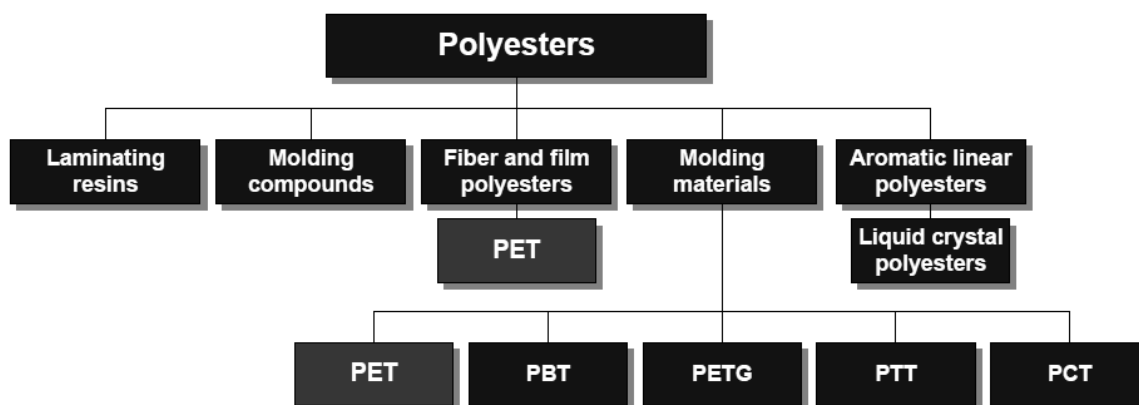 Polyesters
Laminating
resins
Molding
compounds
Fiber and film
polyesters
Molding
materials
Aromatic linear
polyesters
PET
Liquid crystal
polyesters
PET
PBT
PETG
PTT
PCT